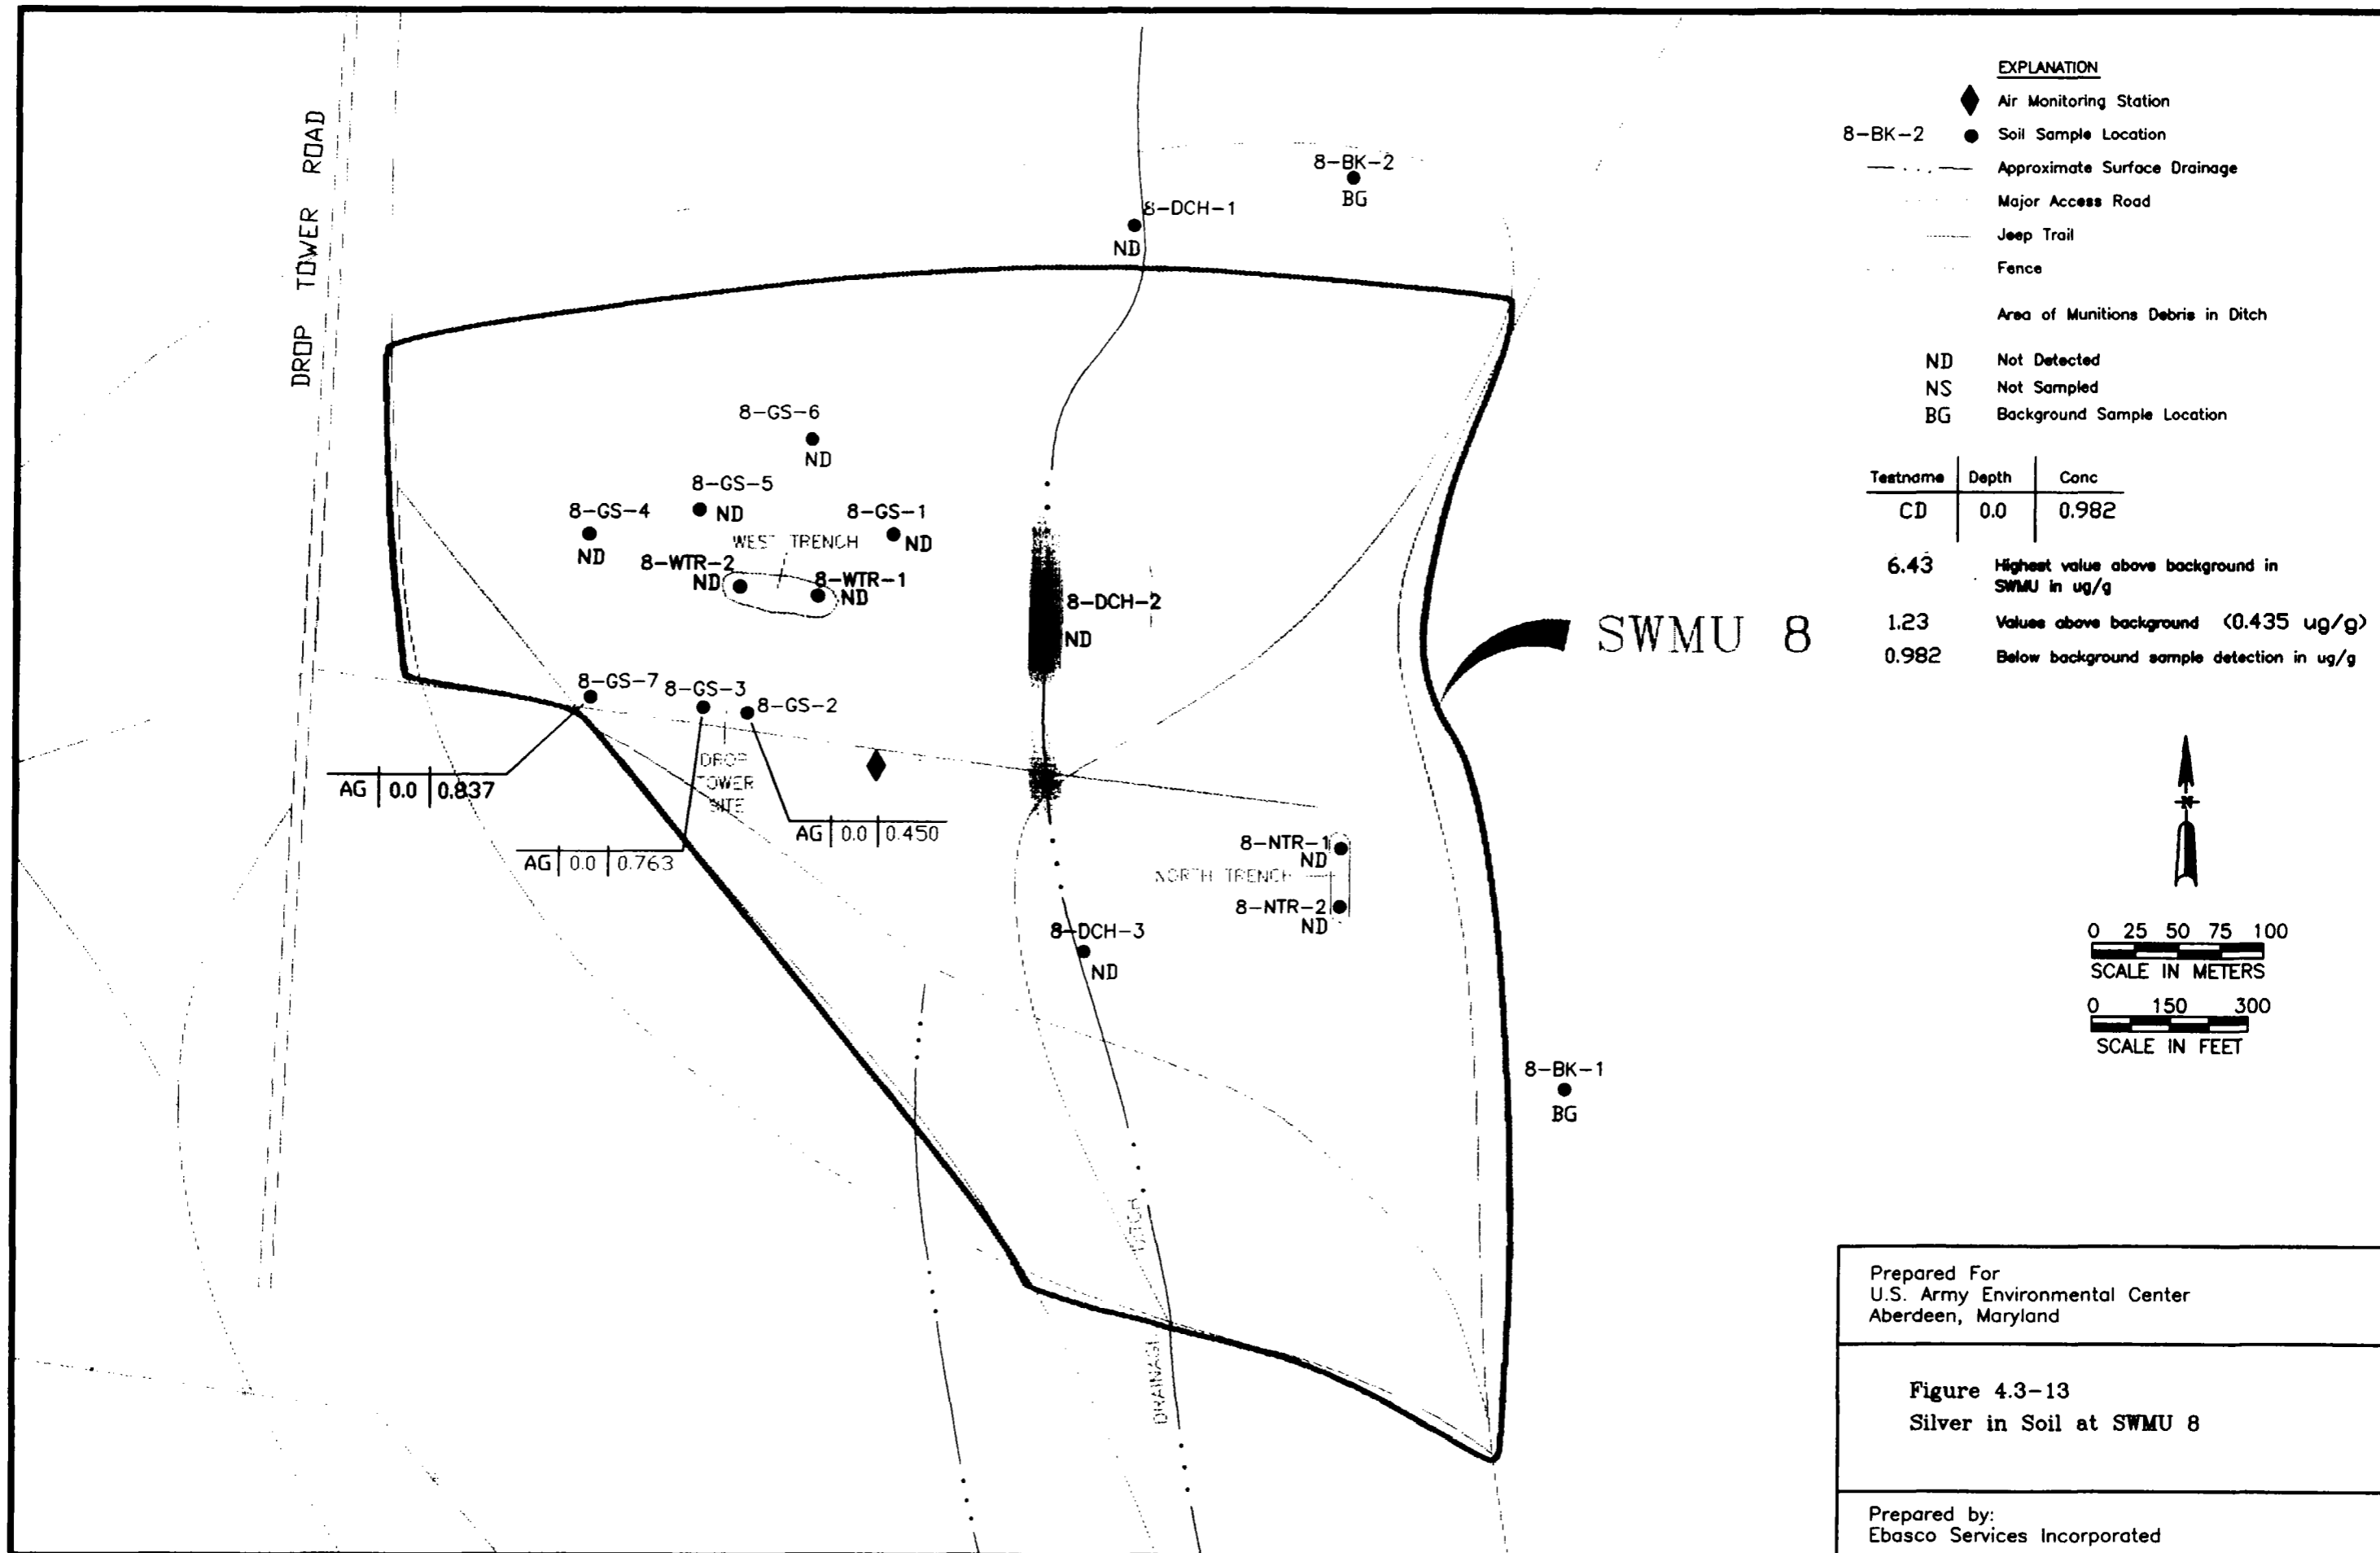 EXPLANATION
Air Monitoring Station
8-BK-2 Soil Sample Location
Approximate Surface Drainage
Major Access Road
Jeep Trail
Fence
Area of Munitions Debris in Ditch
ND Not Detected
NS Not Sampled
BG Background Sample Location
Testname Depth Conc
CD 0.0 0.982
6.43 Highest value above background in
SWMU in ug/g
1.23 Values above background (0.435 ug/g)
0.982 Below background sample detection in ug/g
DROP TOWER ROAD
8-BK-2
BG
8-DCH-1
ND
8-GS-6
ND
8-GS-5
ND
8-GS-4
ND
8-GS-1
ND
WEST TRENCH
8-WTR-2
ND
8-WTR-1
ND
8-DCH-2
ND
SWMU 8
8-GS-7
8-GS-3
8-GS-2
DROP
TOWER
SITE
AG 0.0 0.837
AG 0.0 0.763
AG 0.0 0.450
8-NTR-1
ND
NORTH TRENCH
8-NTR-2
ND
8-DCH-3
ND
8-BK-1
BG
DRAINAGE DITCH
N
0 25 50 75 100
SCALE IN METERS
0 150 300
SCALE IN FEET
Prepared For
U.S. Army Environmental Center
Aberdeen, Maryland
Figure 4.3-13
Silver in Soil at SWMU 8
Prepared by:
Ebasco Services Incorporated